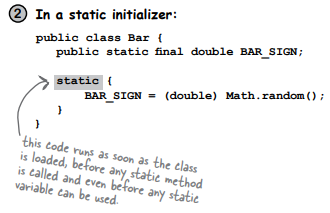 ② In a static initializer:
public class Bar {
public static final double BAR_SIGN;
static {
BAR_SIGN = (double) Math.random();
}
}
this code runs as soon as the class
is loaded, before any static method
is called and even before any static
variable can be used.